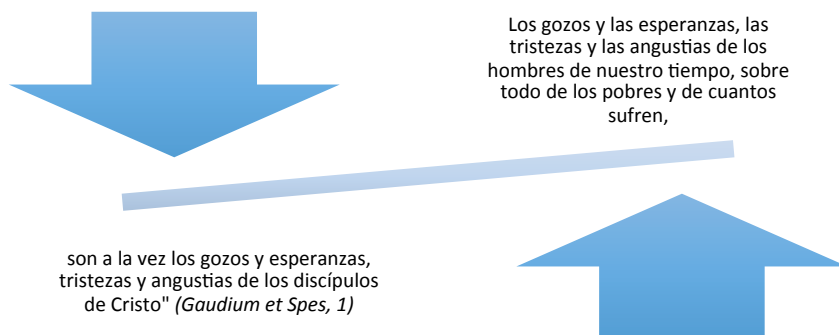 Los gozos y las esperanzas, las
tristezas y las angustias de los
hombres de nuestro tiempo, sobre
todo de los pobres y de cuantos
sufren,
son a la vez los gozos y esperanzas,
tristezas y angustias de los discípulos
de Cristo" (Gaudium et Spes, 1)